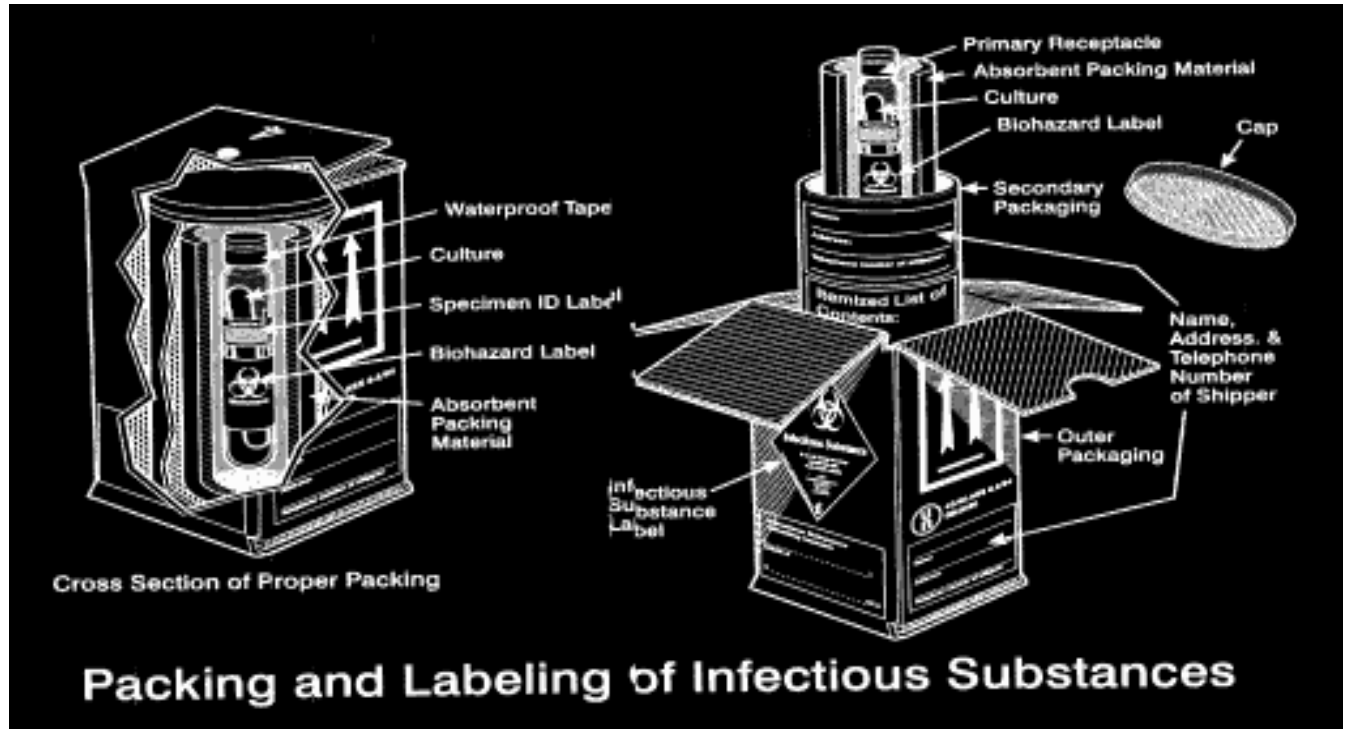 Waterproof Tape
Culture
Specimen ID Label
Biohazard Label
Absorbent
Packing
Material
Cross Section of Proper Packing
Primary Receptacle
Absorbent Packing Material
Culture
Biohazard Label
Cap
Secondary
Packaging
Itemized List of
Contents:
Name,
Address. &
Telephone
Number
of Shipper
Outer
Packaging
Infectious
Substance
Label
Infectious Substance
Packing and Labeling of Infectious Substances